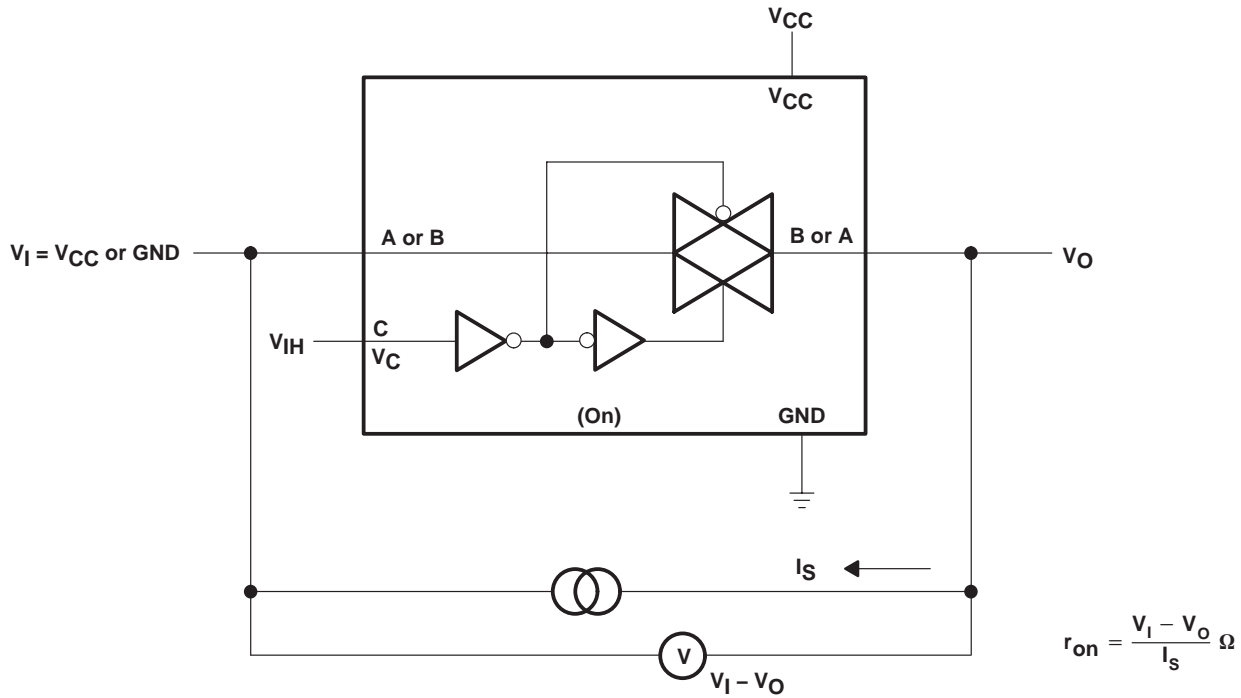 VCC
VCC
VI = VCC or GND
A or B
B or A
VO
VIH
C
VC
(On)
GND
IS
V
VI – VO
ron = VI – VO / IS Ω